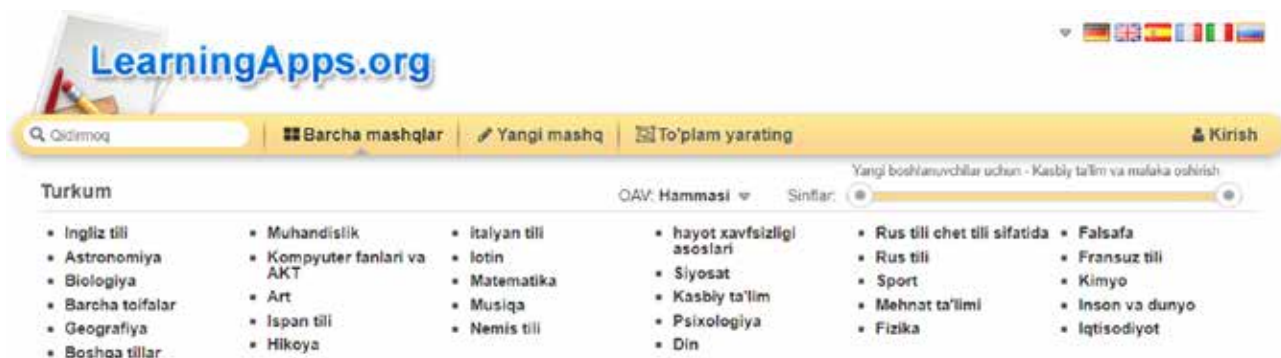 LearningApps.org
Qidirmoq
Barcha mashqlar
Yangi mashq
To'plam yarating
Kirish
Yangi boshlanuvchilar uchun - Kasbiy ta'lim va malaka oshirish
Turkum
OAV: Hammasi
Sinflar:
Ingliz tili
Astronomiya
Biologiya
Barcha toifalar
Geografiya
Boshqa tillar
Muhandislik
Kompyuter fanlari va
AKT
Art
Ispan tili
Hikoya
italyan tili
lotin
Matematika
Musiqa
Nemis tili
hayot xavfsizligi
asoslari
Siyosat
Kasbiy ta'lim
Psixologiya
Din
Rus tili chet tili sifatida
Rus tili
Sport
Mehnat ta'limi
Fizika
Falsafa
Fransuz tili
Kimyo
Inson va dunyo
Iqtisodiyot